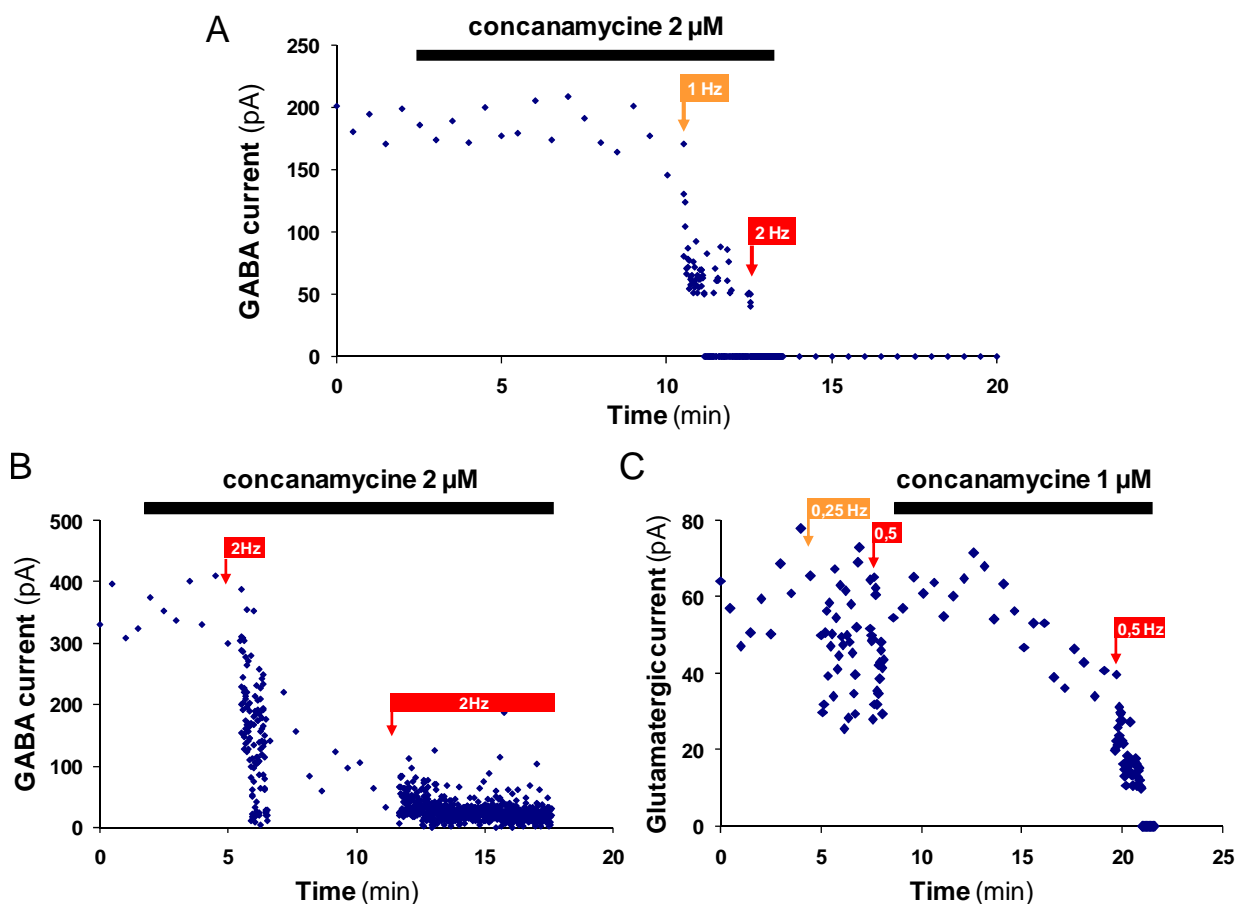 A
concanamycine 2 µM
250
200
150
100
50
0
GABA current (pA)
1 Hz
2 Hz
0 5 10 15 20
Time (min)
B
concanamycine 2 µM
500
400
300
200
100
0
GABA current (pA)
2Hz
2Hz
0 5 10 15 20
Time (min)
C
concanamycine 1 µM
80
60
40
20
0
Glutamatergic current (pA)
0,25 Hz
0,5
0,5 Hz
0 5 10 15 20 25
Time (min)